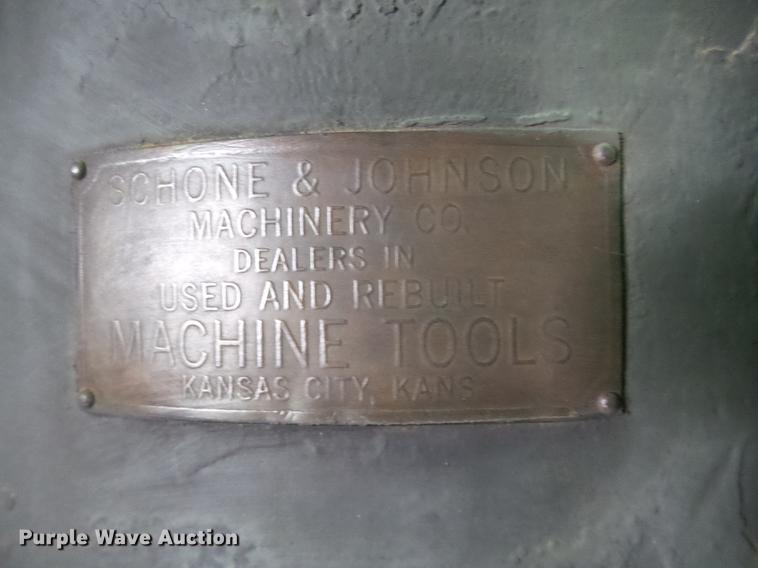 SCHONE & JOHNSON
MACHINERY CO.
DEALERS IN
USED AND REBUILT
MACHINE TOOLS
KANSAS CITY, KANS
Purple Wave Auction